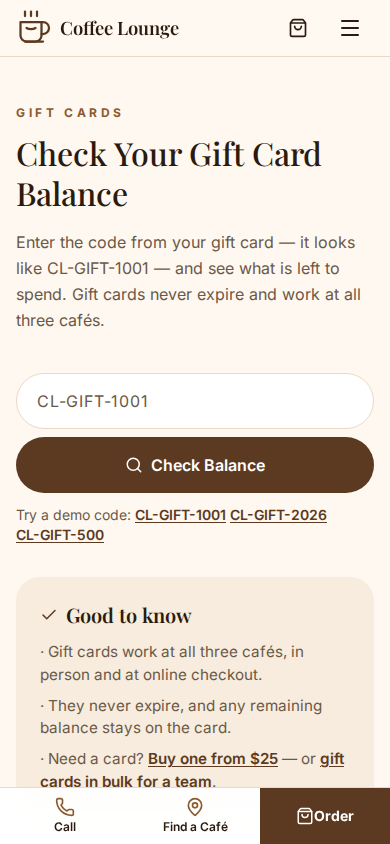 Coffee Lounge
GIFT CARDS
Check Your Gift Card
Balance
Enter the code from your gift card — it looks
like CL-GIFT-1001 — and see what is left to
spend. Gift cards never expire and work at all
three cafés.
CL-GIFT-1001
Check Balance
Try a demo code: CL-GIFT-1001 CL-GIFT-2026
CL-GIFT-500
Good to know
· Gift cards work at all three cafés, in
person and at online checkout.
· They never expire, and any remaining
balance stays on the card.
· Need a card? Buy one from $25 — or gift
cards in bulk for a team.
Call
Find a Café
Order